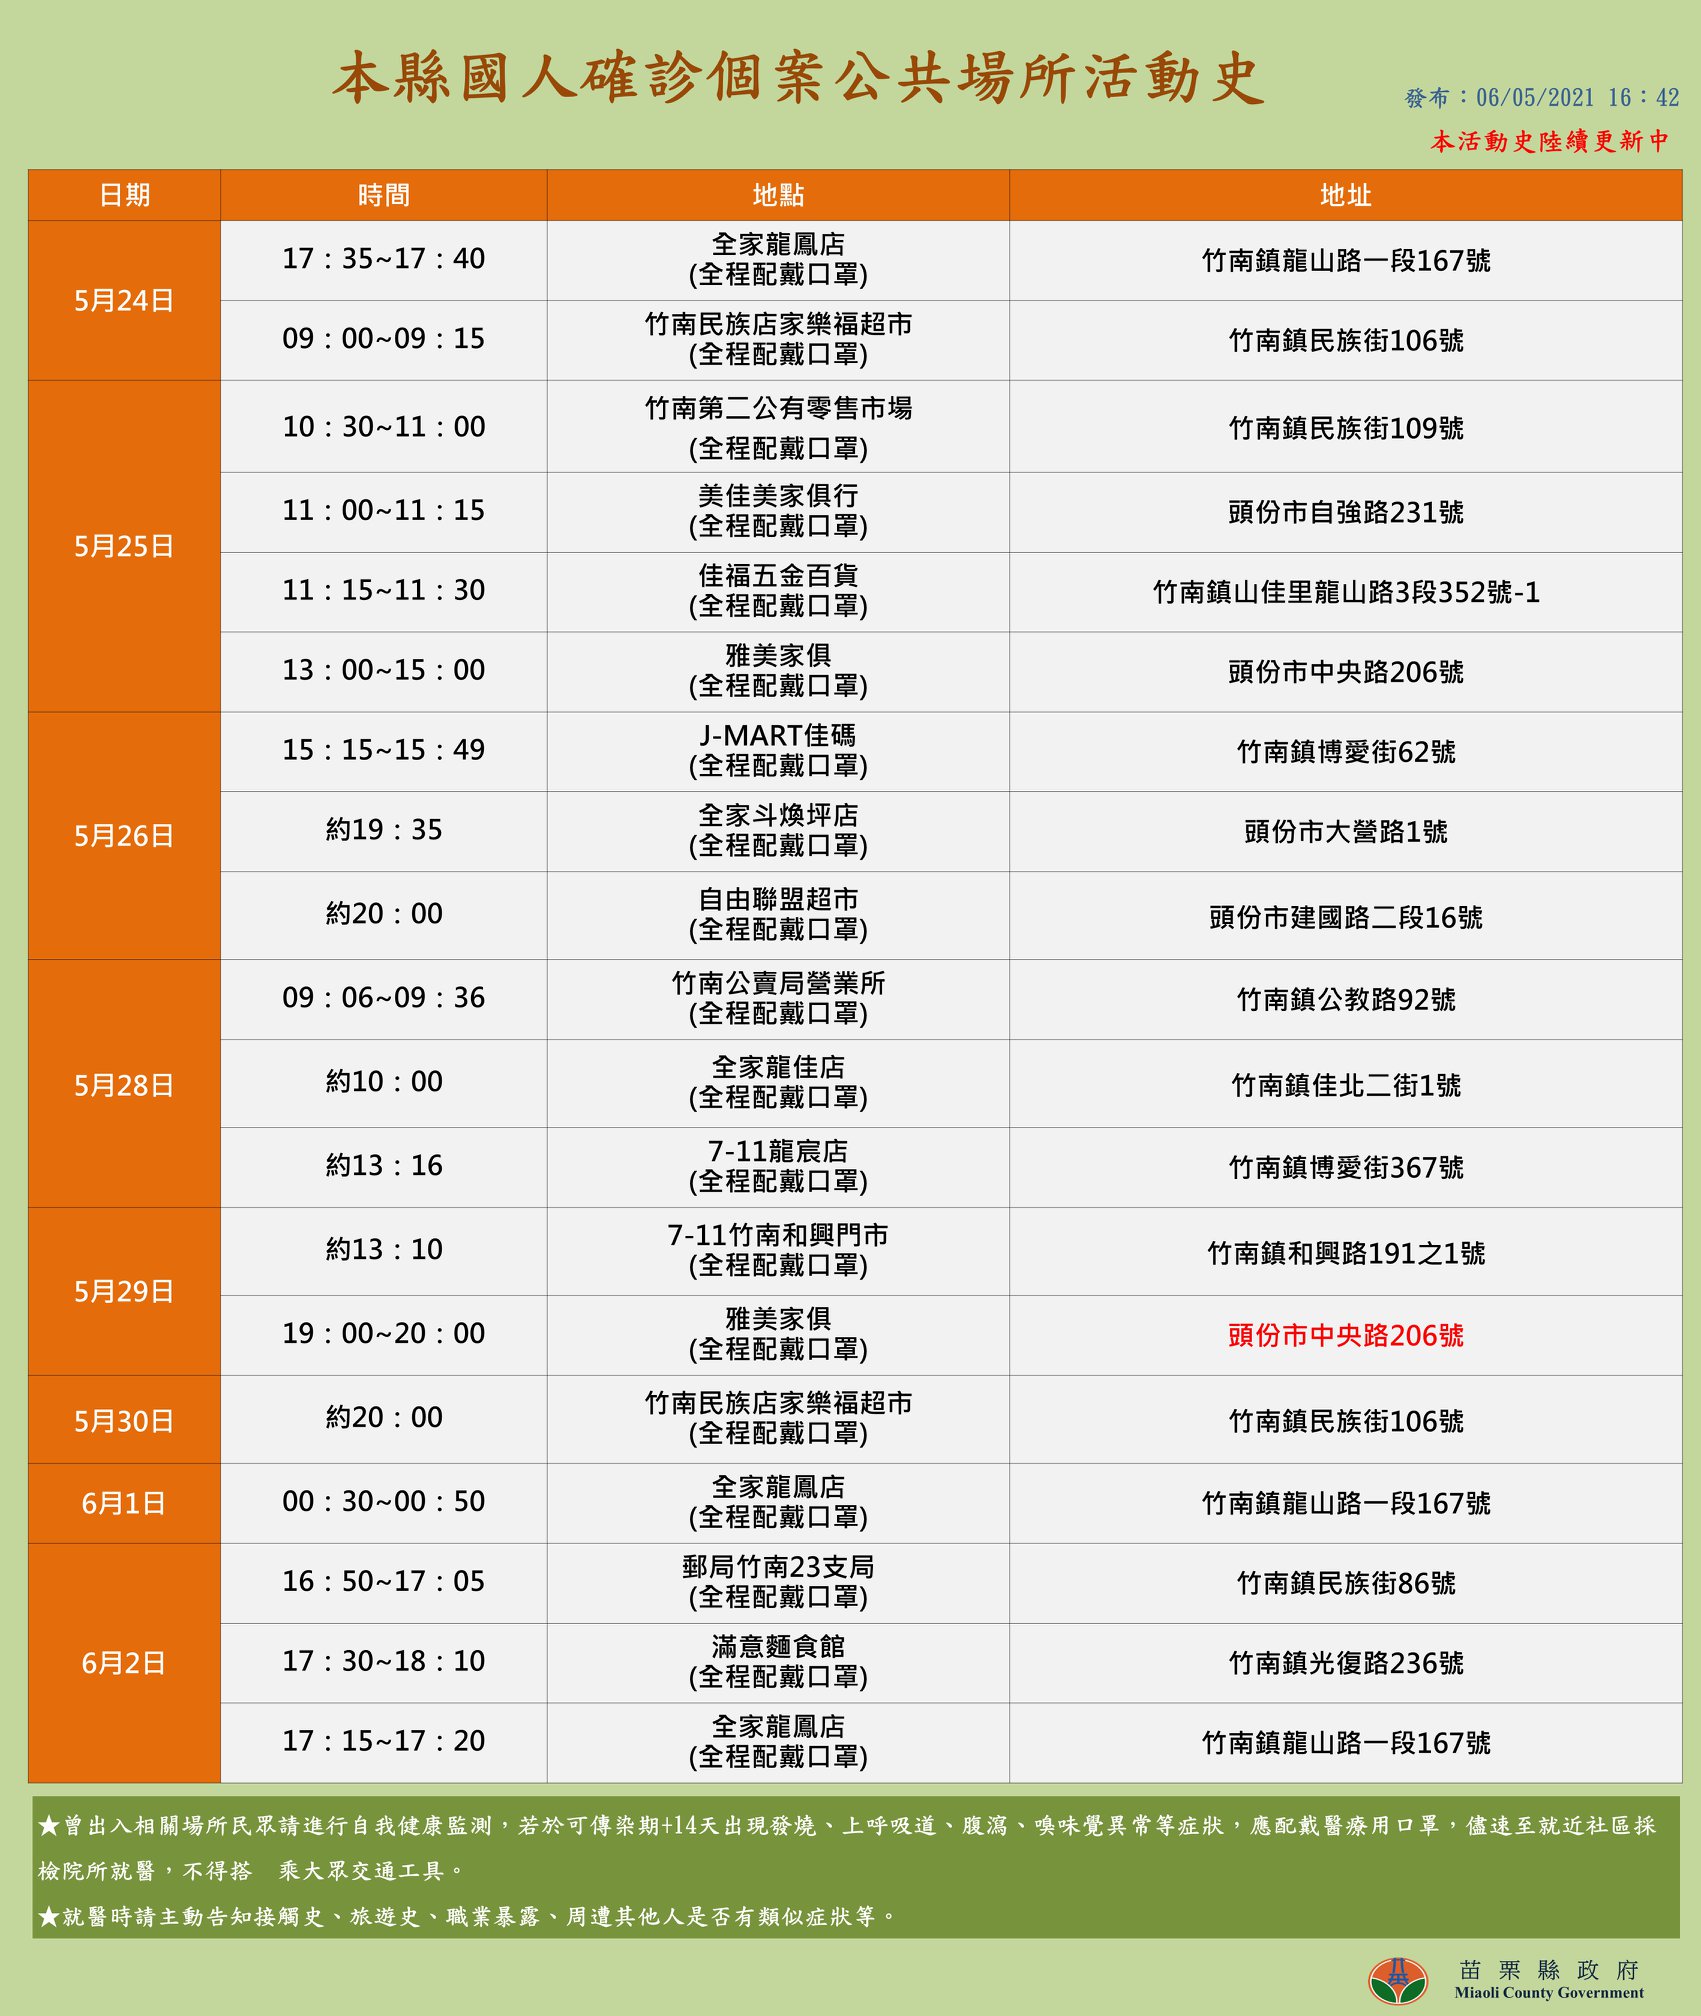 本縣國人確診個案公共場所活動史
發布：06/05/2021 16：42
本活動史陸續更新中
日期 時間 地點 地址
5月24日
17：35~17：40 全家龍鳳店 (全程配戴口罩) 竹南鎮龍山路一段167號
09：00~09：15 竹南民族店家樂福超市 (全程配戴口罩) 竹南鎮民族街106號
5月25日
10：30~11：00 竹南第二公有零售市場 (全程配戴口罩) 竹南鎮民族街109號
11：00~11：15 美佳美家俱行 (全程配戴口罩) 頭份市自強路231號
11：15~11：30 佳福五金百貨 (全程配戴口罩) 竹南鎮山佳里龍山路3段352號-1
13：00~15：00 雅美家俱 (全程配戴口罩) 頭份市中央路206號
5月26日
15：15~15：49 J-MART佳碼 (全程配戴口罩) 竹南鎮博愛街62號
約19：35 全家斗煥坪店 (全程配戴口罩) 頭份市大營路1號
約20：00 自由聯盟超市 (全程配戴口罩) 頭份市建國路二段16號
5月28日
09：06~09：36 竹南公賣局營業所 (全程配戴口罩) 竹南鎮公教路92號
約10：00 全家龍佳店 (全程配戴口罩) 竹南鎮佳北二街1號
約13：16 7-11龍宸店 (全程配戴口罩) 竹南鎮博愛街367號
5月29日
約13：10 7-11竹南和興門市 (全程配戴口罩) 竹南鎮和興路191之1號
19：00~20：00 雅美家俱 (全程配戴口罩) 頭份市中央路206號
5月30日
約20：00 竹南民族店家樂福超市 (全程配戴口罩) 竹南鎮民族街106號
6月1日
00：30~00：50 全家龍鳳店 (全程配戴口罩) 竹南鎮龍山路一段167號
6月2日
16：50~17：05 郵局竹南23支局 (全程配戴口罩) 竹南鎮民族街86號
17：30~18：10 滿意麵食館 (全程配戴口罩) 竹南鎮光復路236號
17：15~17：20 全家龍鳳店 (全程配戴口罩) 竹南鎮龍山路一段167號
★曾出入相關場所民眾請進行自我健康監測，若於可傳染期+14天出現發燒、上呼吸道、腹瀉、嗅味覺異常等症狀，應配戴醫療用口罩，儘速至就近社區採
檢院所就醫，不得搭 乘大眾交通工具。
★就醫時請主動告知接觸史、旅遊史、職業暴露、周遭其他人是否有類似症狀等。
苗栗縣政府
Miaoli County Government